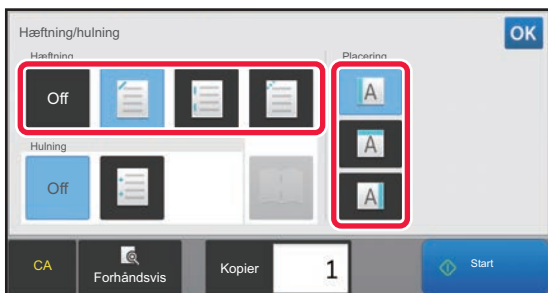 Hæftning/hulning
OK
Hæftning
Placering
Off
A
A
A
Hulning
Off
CA
Forhåndsvis
Kopier
1
Start